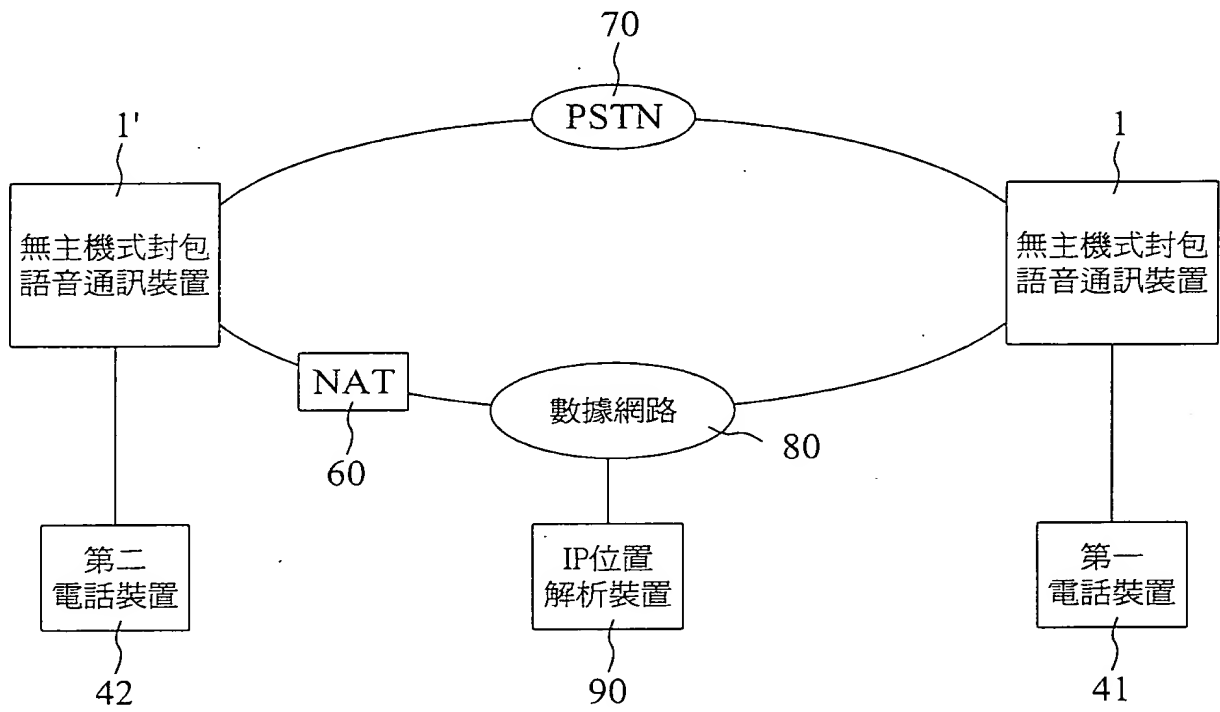 70
PSTN
1'
1
無主機式封包
語音通訊裝置
無主機式封包
語音通訊裝置
NAT
60
數據網路
80
第二
電話裝置
42
IP位置
解析裝置
90
第一
電話裝置
41